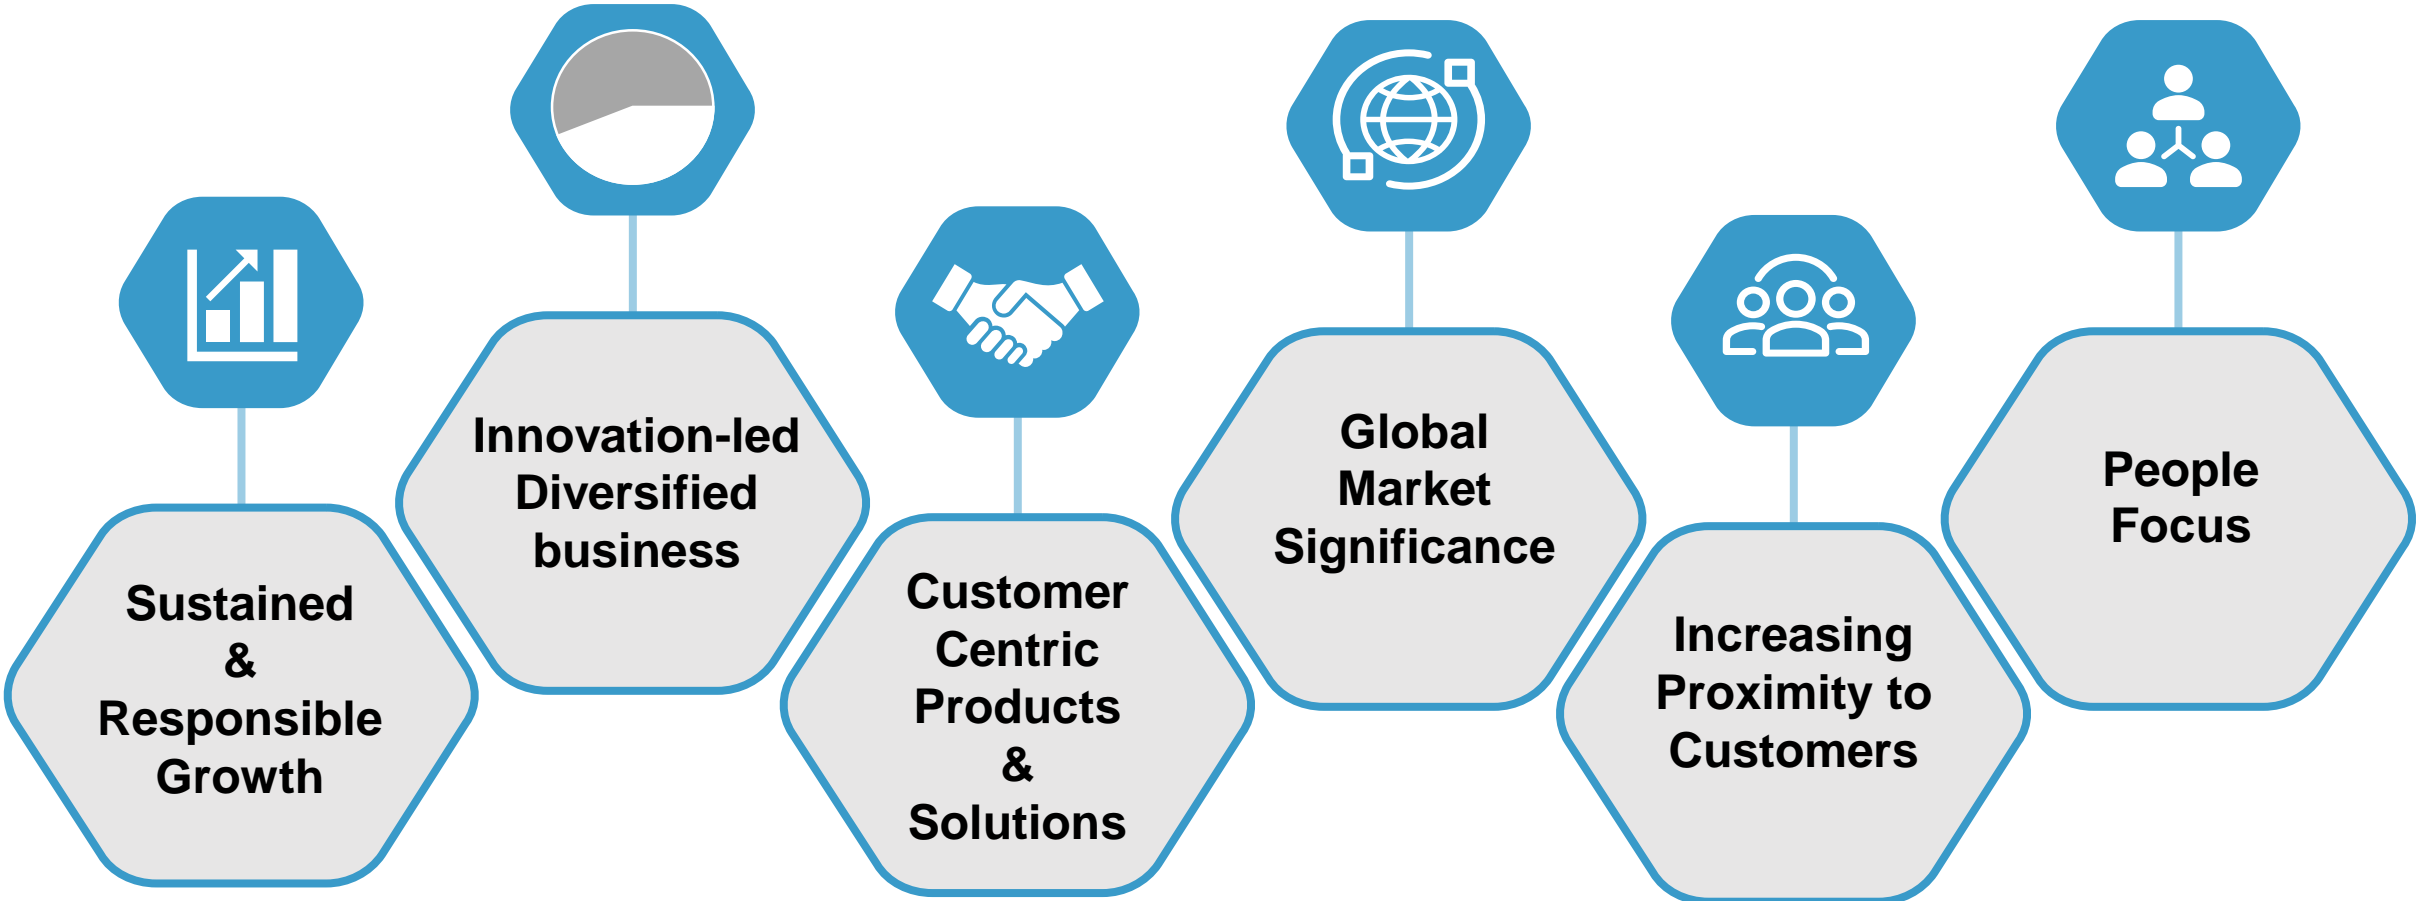 Sustained
&
Responsible
Growth
Innovation-led
Diversified
business
Customer
Centric
Products
&
Solutions
Global
Market
Significance
Increasing
Proximity to
Customers
People
Focus